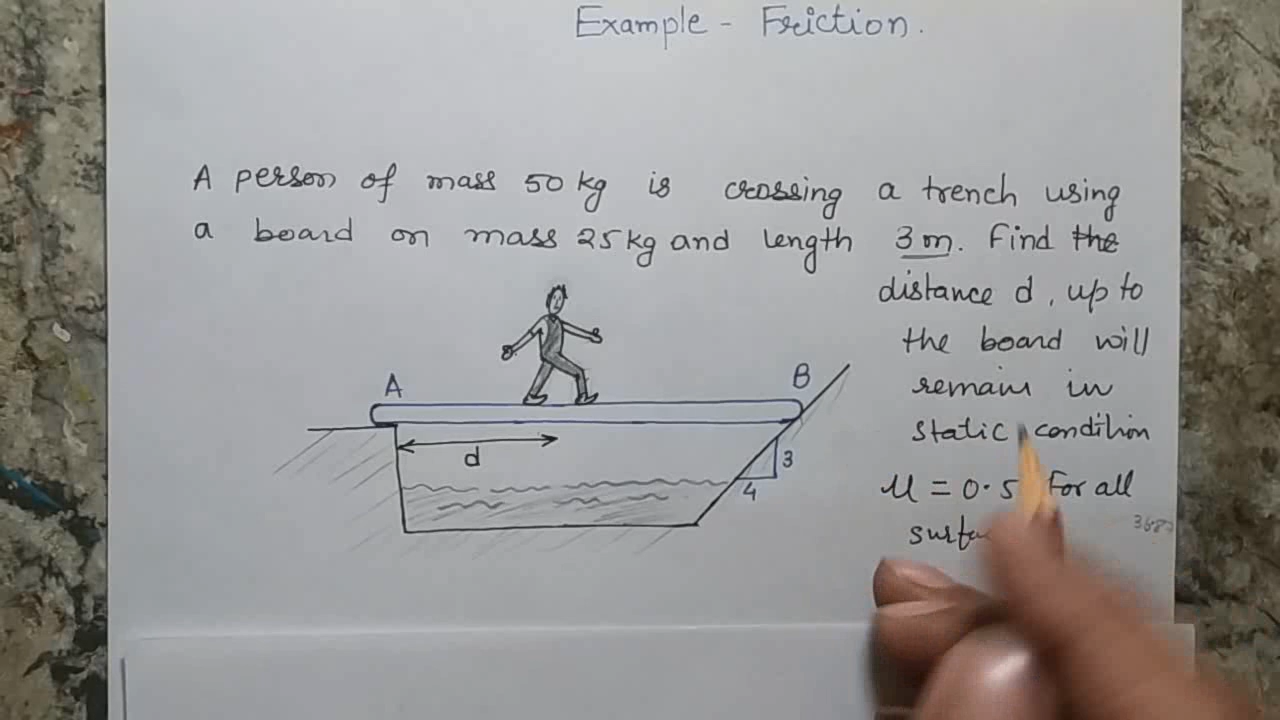 Example - Friction.
A person of mass 50 kg is crossing a trench using
a board on mass 25 kg and length 3 m. Find the
distance d, up to
the board will
remain in
static condition
μ = 0.5 for all
A
B
d
3
4